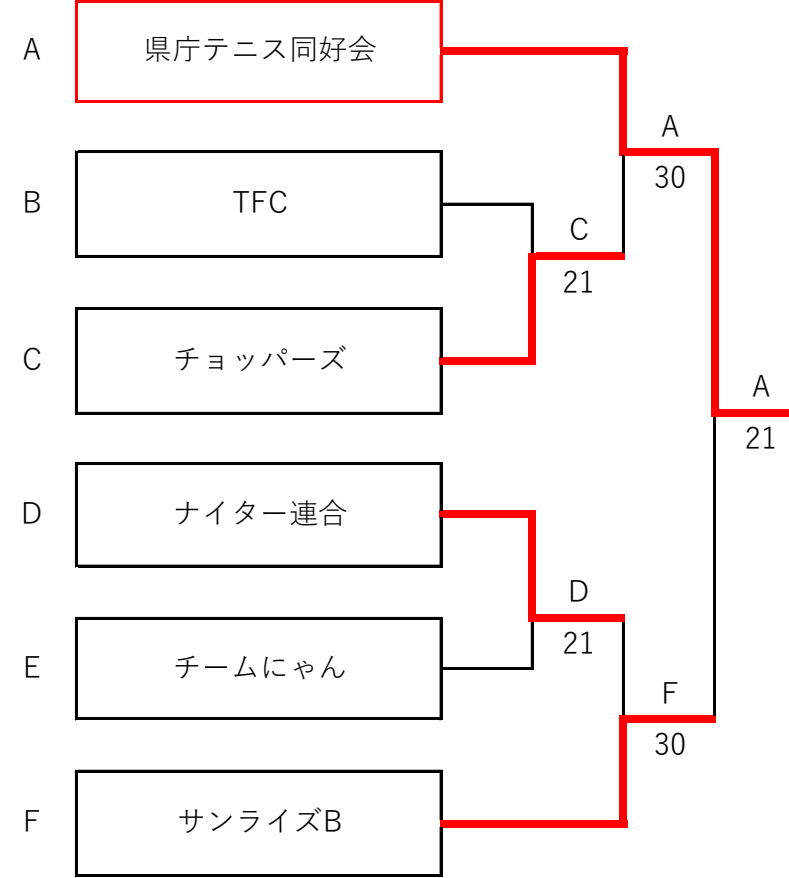 A 県庁テニス同好会
A
30
B TFC
C
21
C チョッパーズ
A
21
D ナイター連合
D
21
E チームにゃん
F
30
F サンライズB